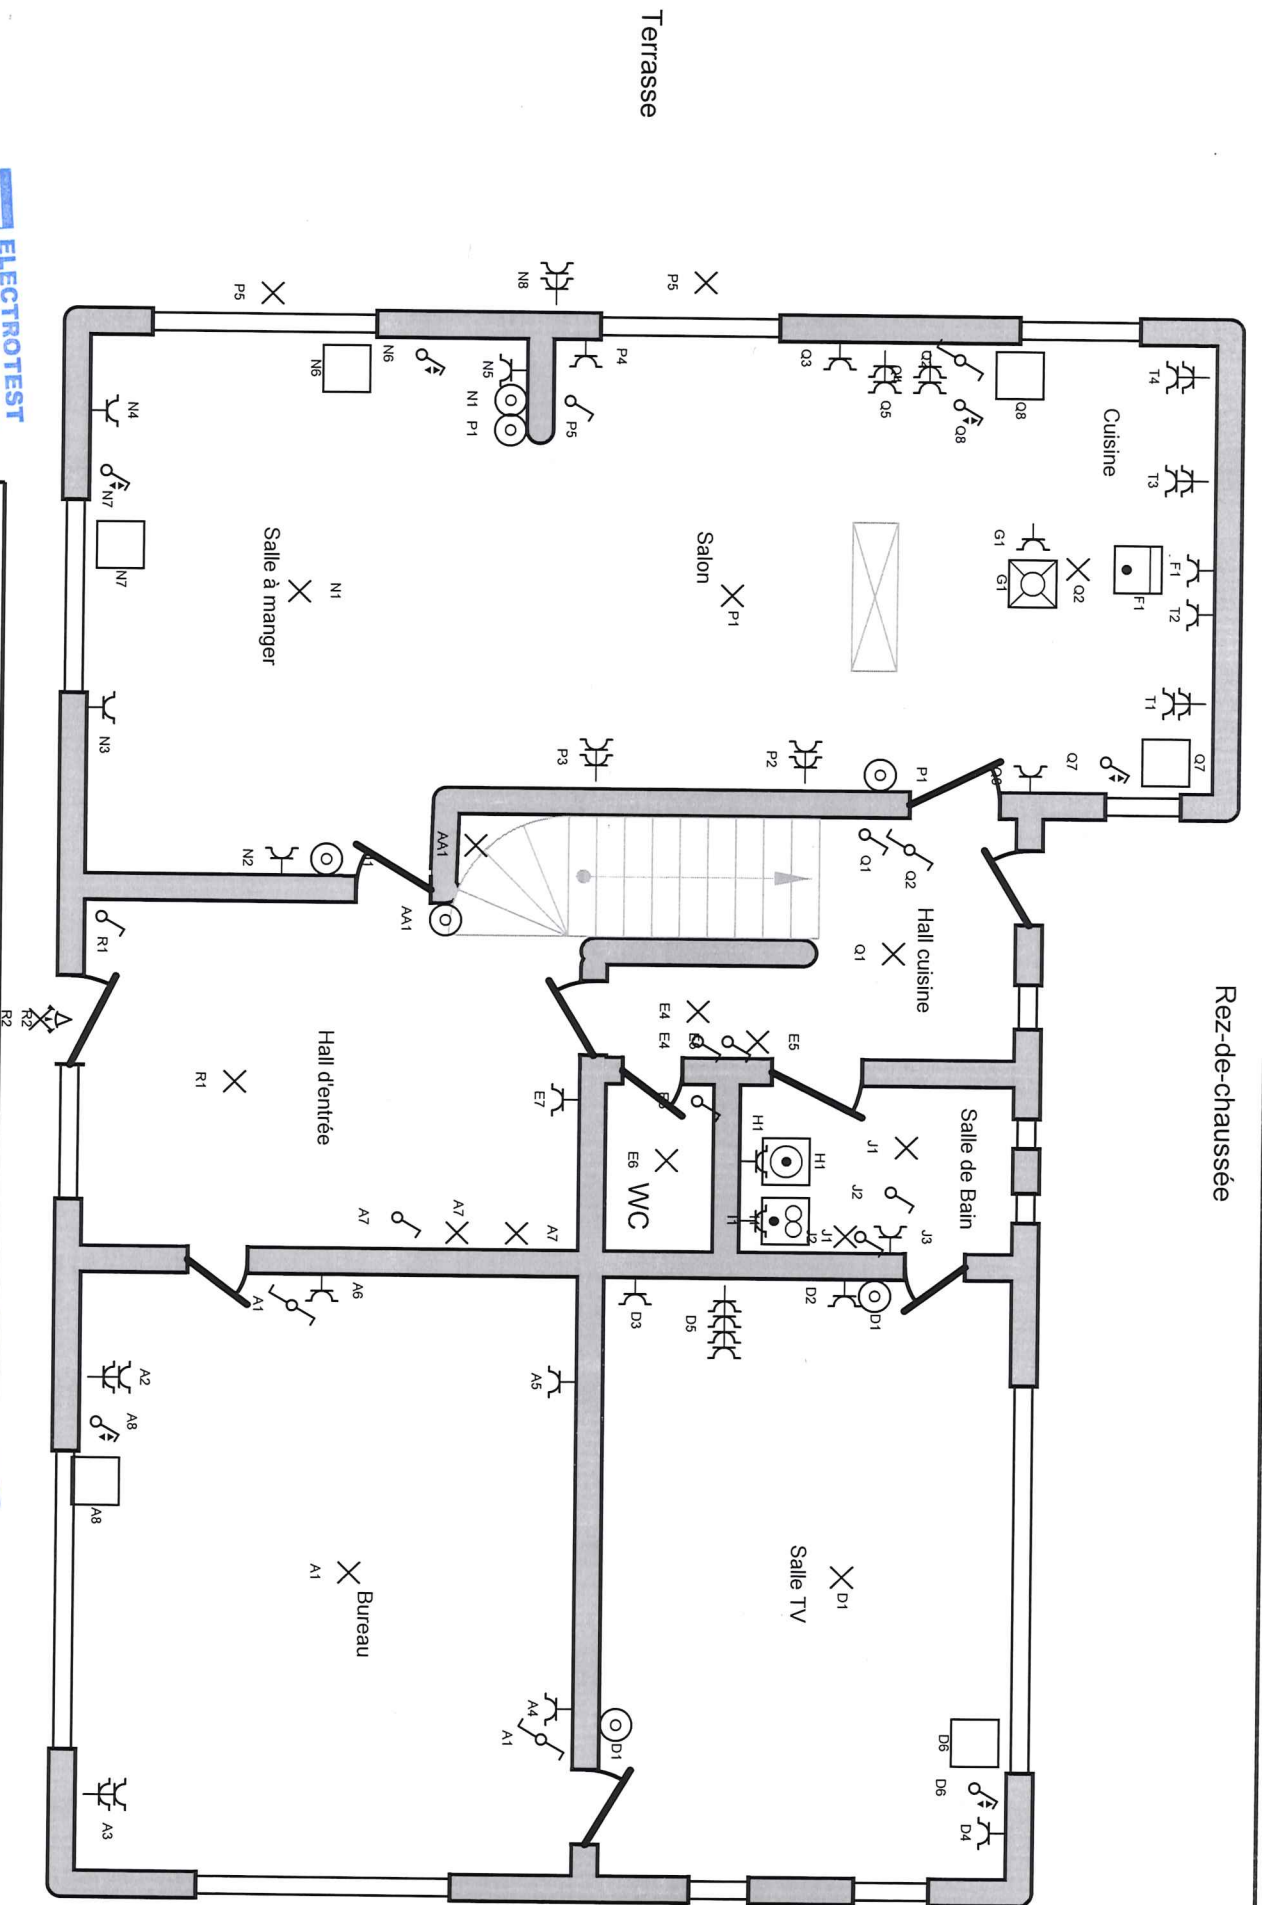 Rez-de-chaussée
Terrasse
ELECTROTEST
Cuisine
T4
T3
F1
F1
T2
T1
Q7
Q7
Q8
Q8
G1
G1
Q2
Q3
Q5
Q6
Salon
P1
P1
P2
P3
P4
P5
P5
P5
N8
N5
N1
P1
N6
N6
N4
N7
N7
N1
Salle à manger
N3
N2
AA1
AA1
Q1
Q2
Q1
Hall cuisine
E4
E4
E5
R1
R2
R2
R1
Hall d'entrée
E7
E6
WC
H1
H1
J1
J2
J2
J1
J3
Salle de Bain
A7
A7
A7
A1
A6
A2
A8
A8
A1
Bureau
A5
A4
A1
A3
D3
D5
D2
D1
Salle TV
D1
D1
D6
D6
D4